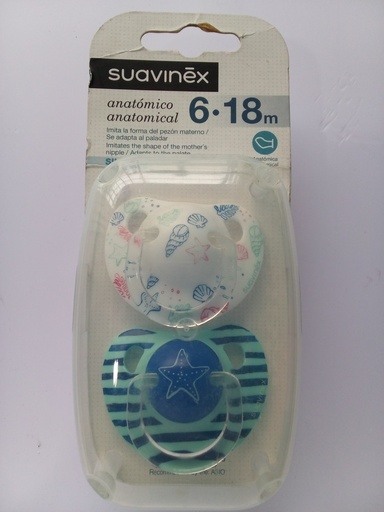 suavinēx
anatómico
anatomical
6•18m
Imita la forma del pezón materno /
Se adapta al paladar
Imitates the shape of the mother's
nipple / Adapts to the palate